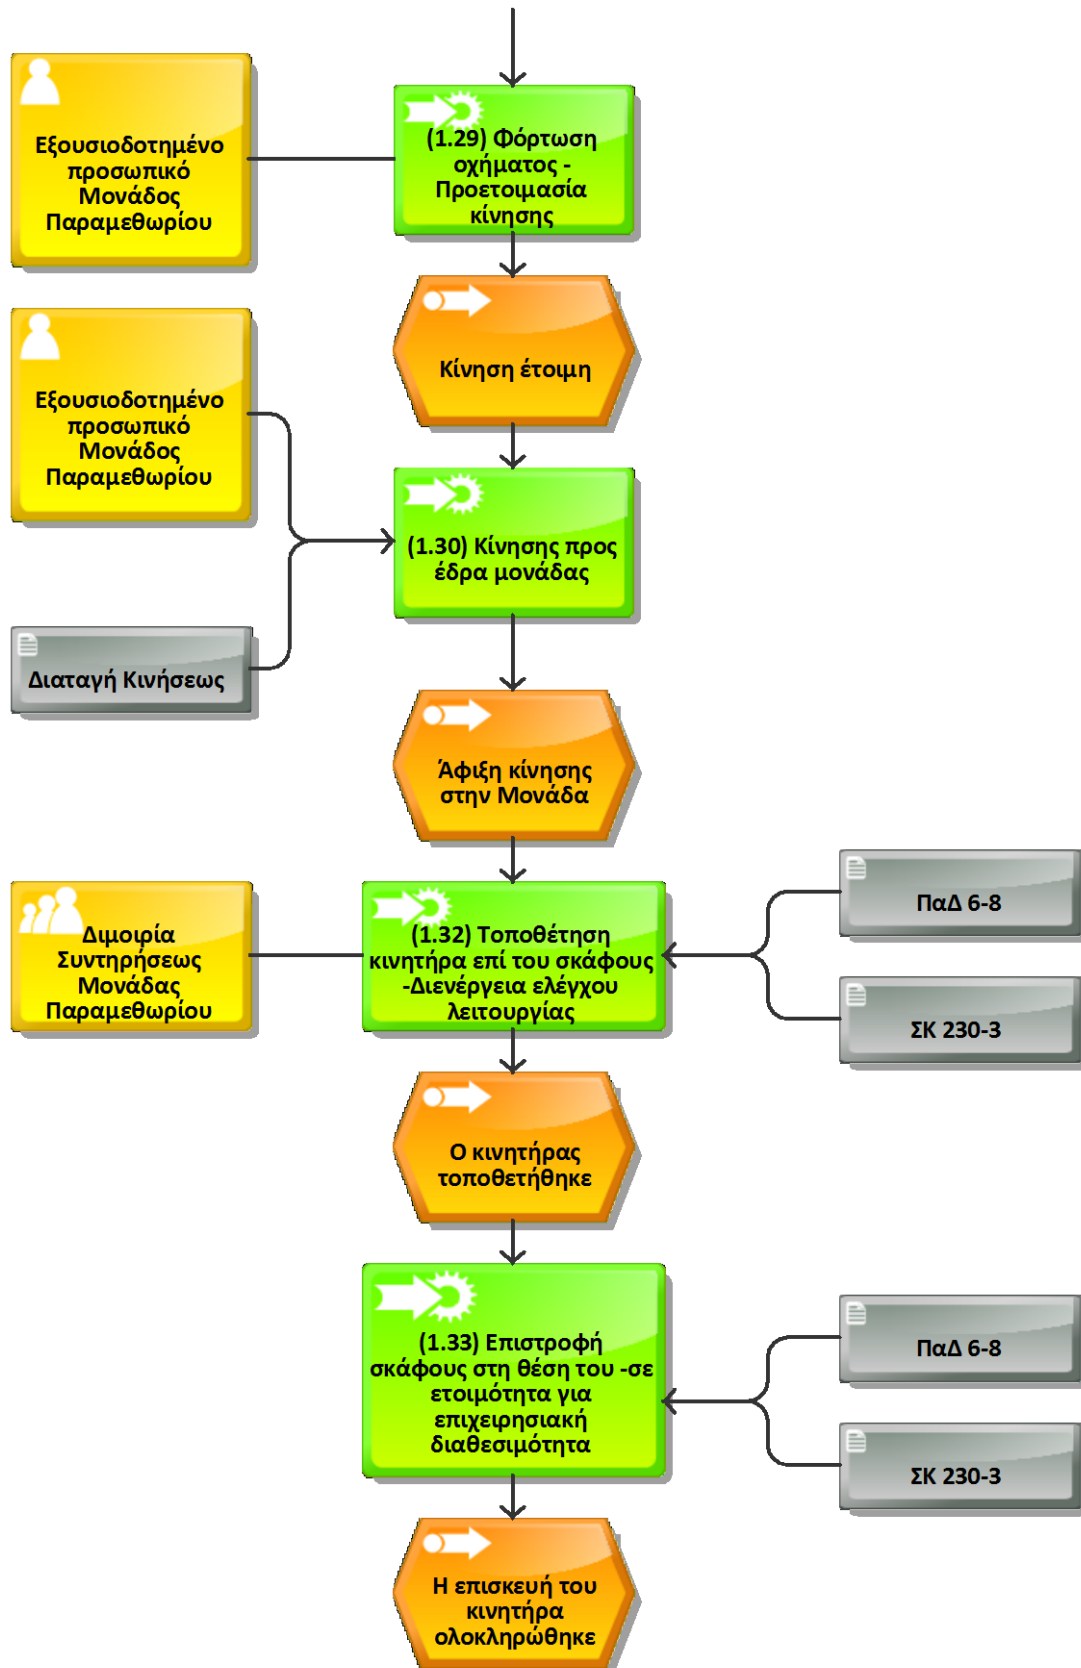 Εξουσιοδοτημένο
προσωπικό
Μονάδος
Παραμεθωρίου
(1.29) Φόρτωση
οχήματος -
Προετοιμασία
κίνησης
Κίνηση έτοιμη
Εξουσιοδοτημένο
προσωπικό
Μονάδος
Παραμεθωρίου
(1.30) Κίνησης προς
έδρα μονάδας
Διαταγή Κινήσεως
Άφιξη κίνησης
στην Μονάδα
Διμοιρία
Συντηρήσεως
Μονάδας
Παραμεθωρίου
(1.32) Τοποθέτηση
κινητήρα επί του σκάφους
-Διενέργεια ελέγχου
λειτουργίας
ΠαΔ 6-8
ΣΚ 230-3
Ο κινητήρας
τοποθετήθηκε
(1.33) Επιστροφή
σκάφους στη θέση του -σε
ετοιμότητα για
επιχειρησιακή
διαθεσιμότητα
ΠαΔ 6-8
ΣΚ 230-3
Η επισκευή του
κινητήρα
ολοκληρώθηκε